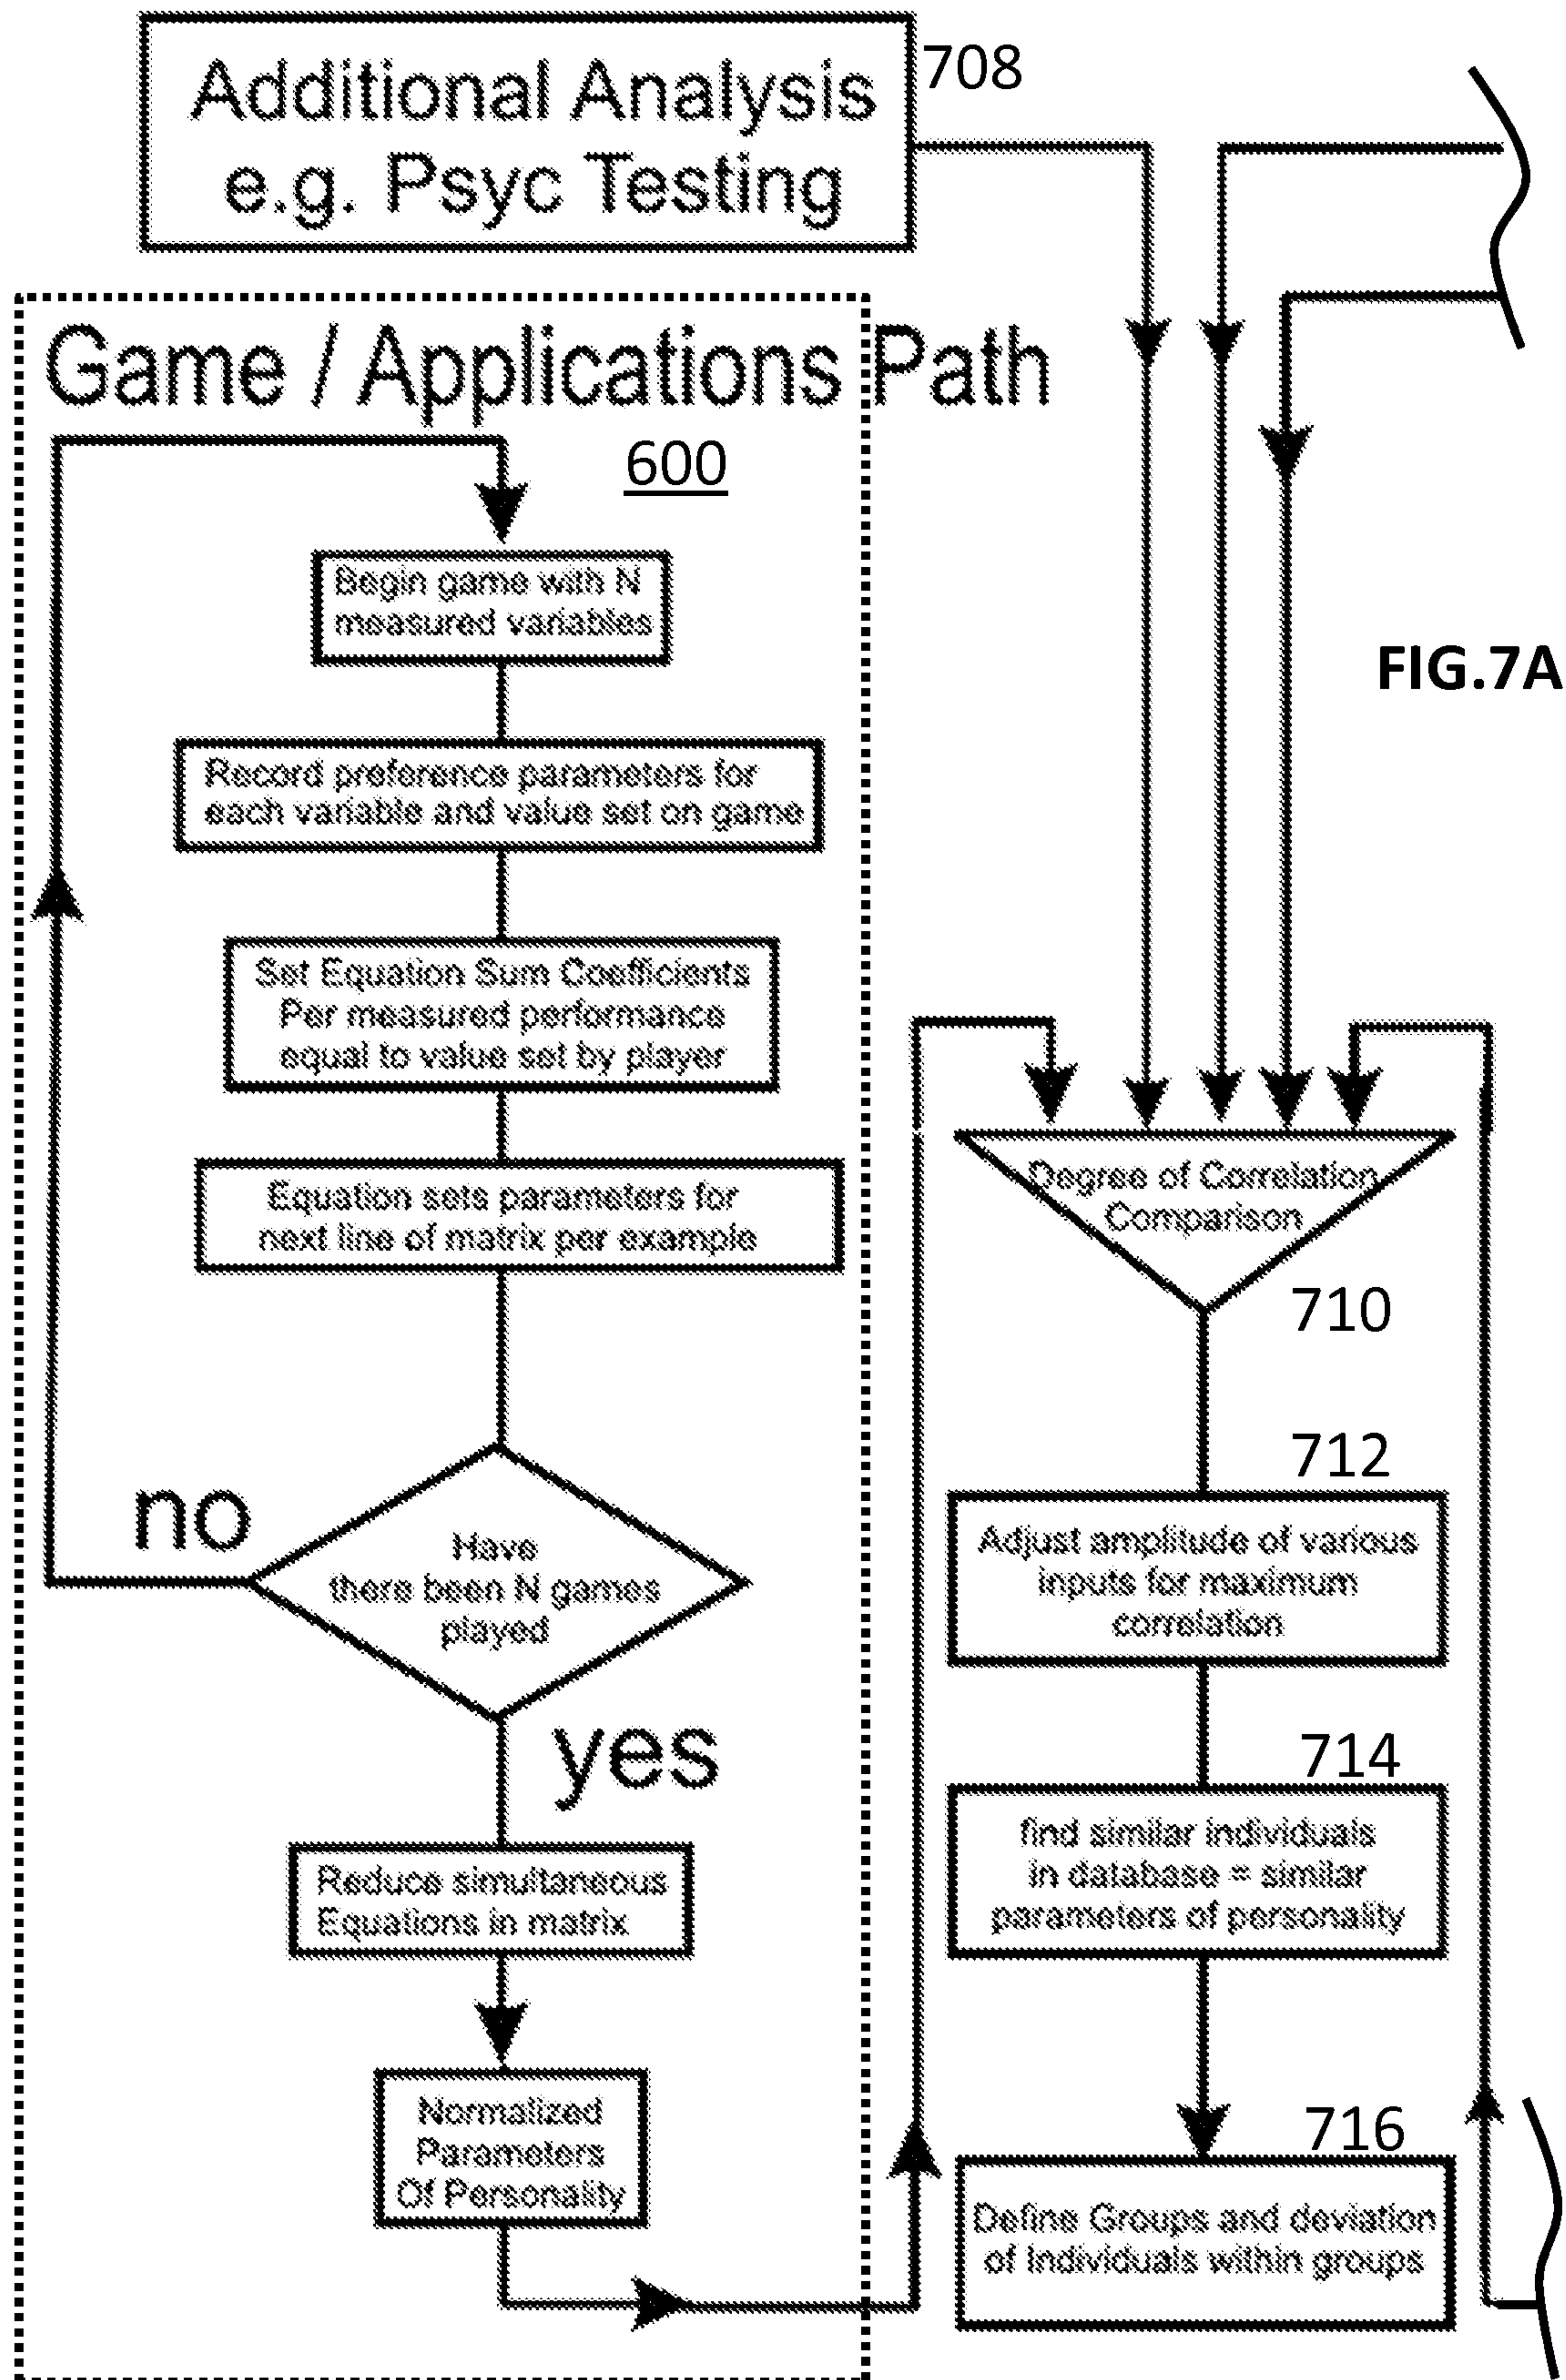 Additional Analysis
e.g. Psyc Testing
708
Game / Applications Path
600
Begin game with N
measured variables
FIG.7A
Record preference parameters for
each variable and value set on game
Set Equation Sum Coefficients
Per measured performance
equal to value set by player
Equation sets parameters for
next line of matrix per example
Degree of Correlation
Comparison
710
no
Have
there been N games
played
yes
712
Adjust amplitude of various
inputs for maximum
correlation
714
find similar individuals
in database = similar
parameters of personality
Reduce simultaneous
Equations in matrix
Normalized
Parameters
Of Personality
716
Define Groups and deviation
of Individuals within groups